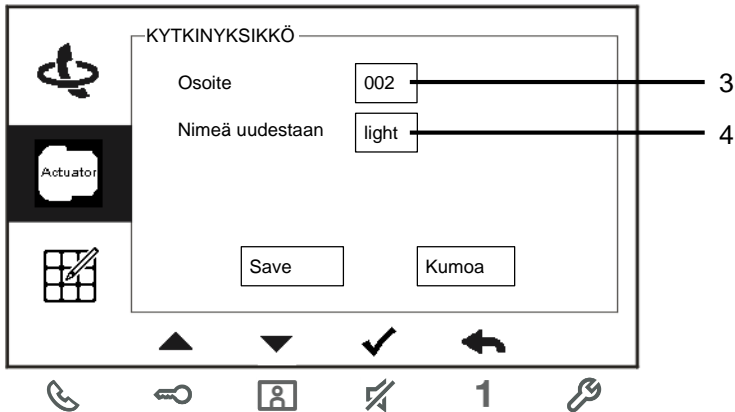 KYTKINYKSIKKÖ
Osoite 002 3
Nimeä uudestaan light 4
Actuator
Save Kumoa
1